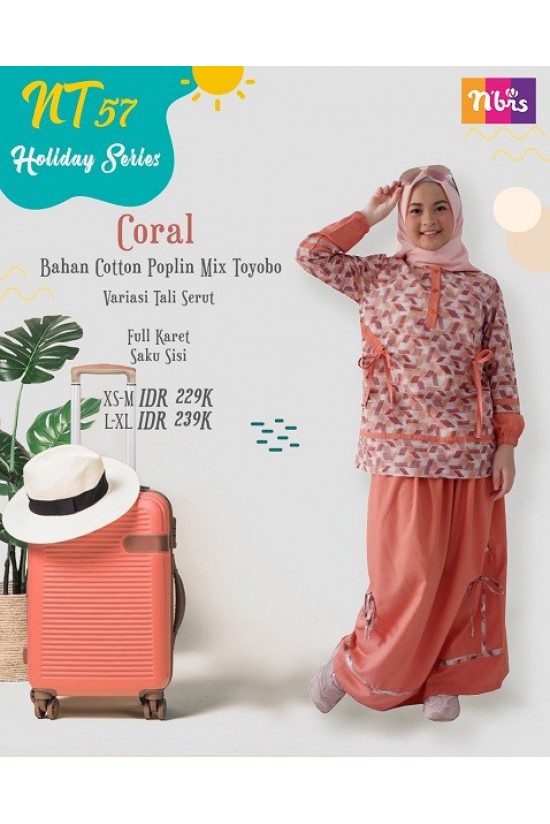 NT 57
Holiday Series
N'brs
Coral
Bahan Cotton Poplin Mix Toyobo
Variasi Tali Serut
Full Karet
Saku Sisi
XS-M IDR 229K
L-XL IDR 239K